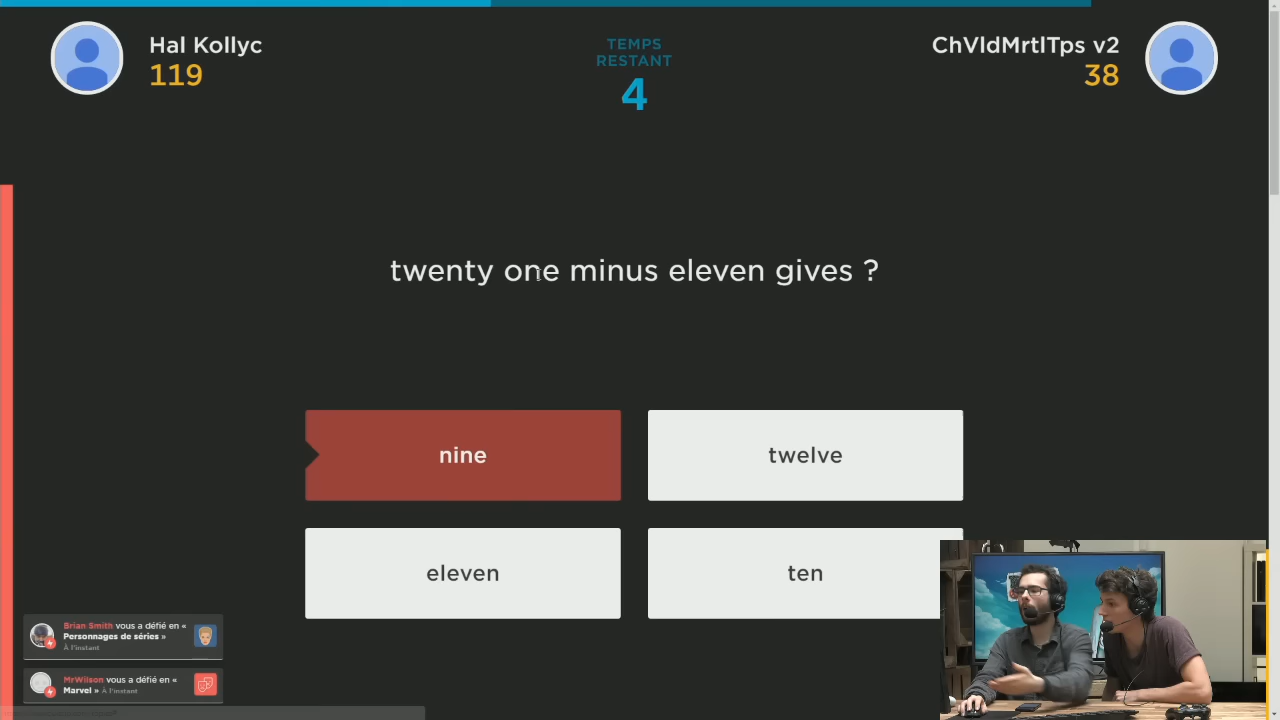 Hal Kollyc
119
TEMPS
RESTANT
4
ChVldMrtlTps v2
38
twenty one minus eleven gives ?
nine
twelve
eleven
ten
Brian Smith vous a défié en «
Personnages de séries »
À l'instant
MrWilson vous a défié en «
Marvel » À l'instant